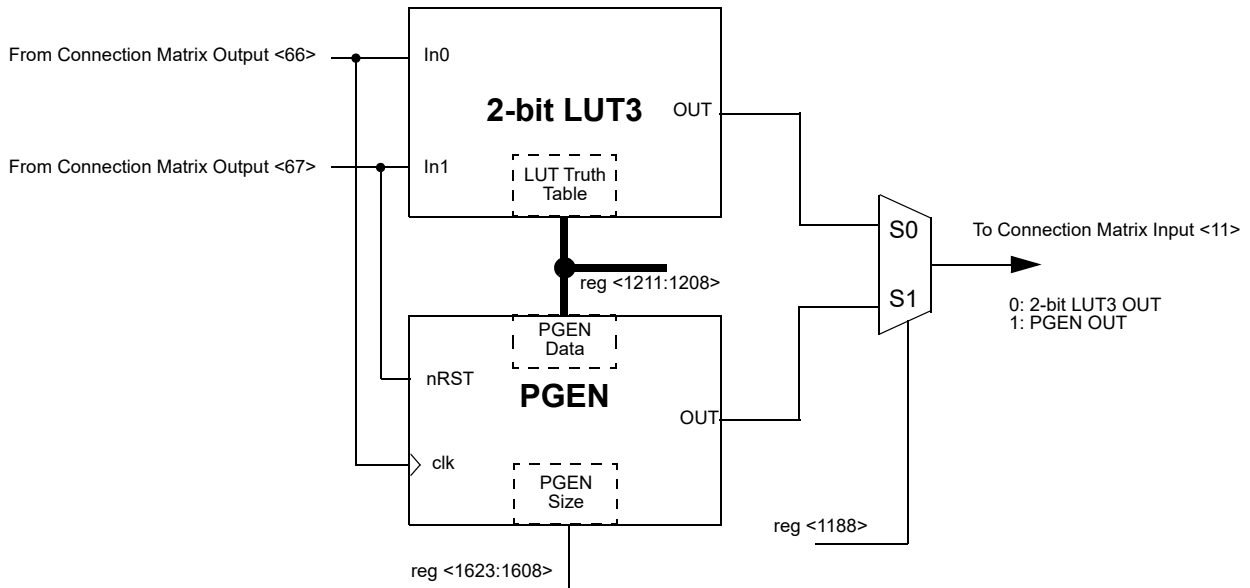 From Connection Matrix Output <66>
In0
2-bit LUT3
OUT
From Connection Matrix Output <67>
In1
LUT Truth
Table
S0
To Connection Matrix Input <11>
reg <1211:1208>
S1
0: 2-bit LUT3 OUT
1: PGEN OUT
PGEN
Data
nRST
PGEN
OUT
clk
PGEN
Size
reg <1188>
reg <1623:1608>